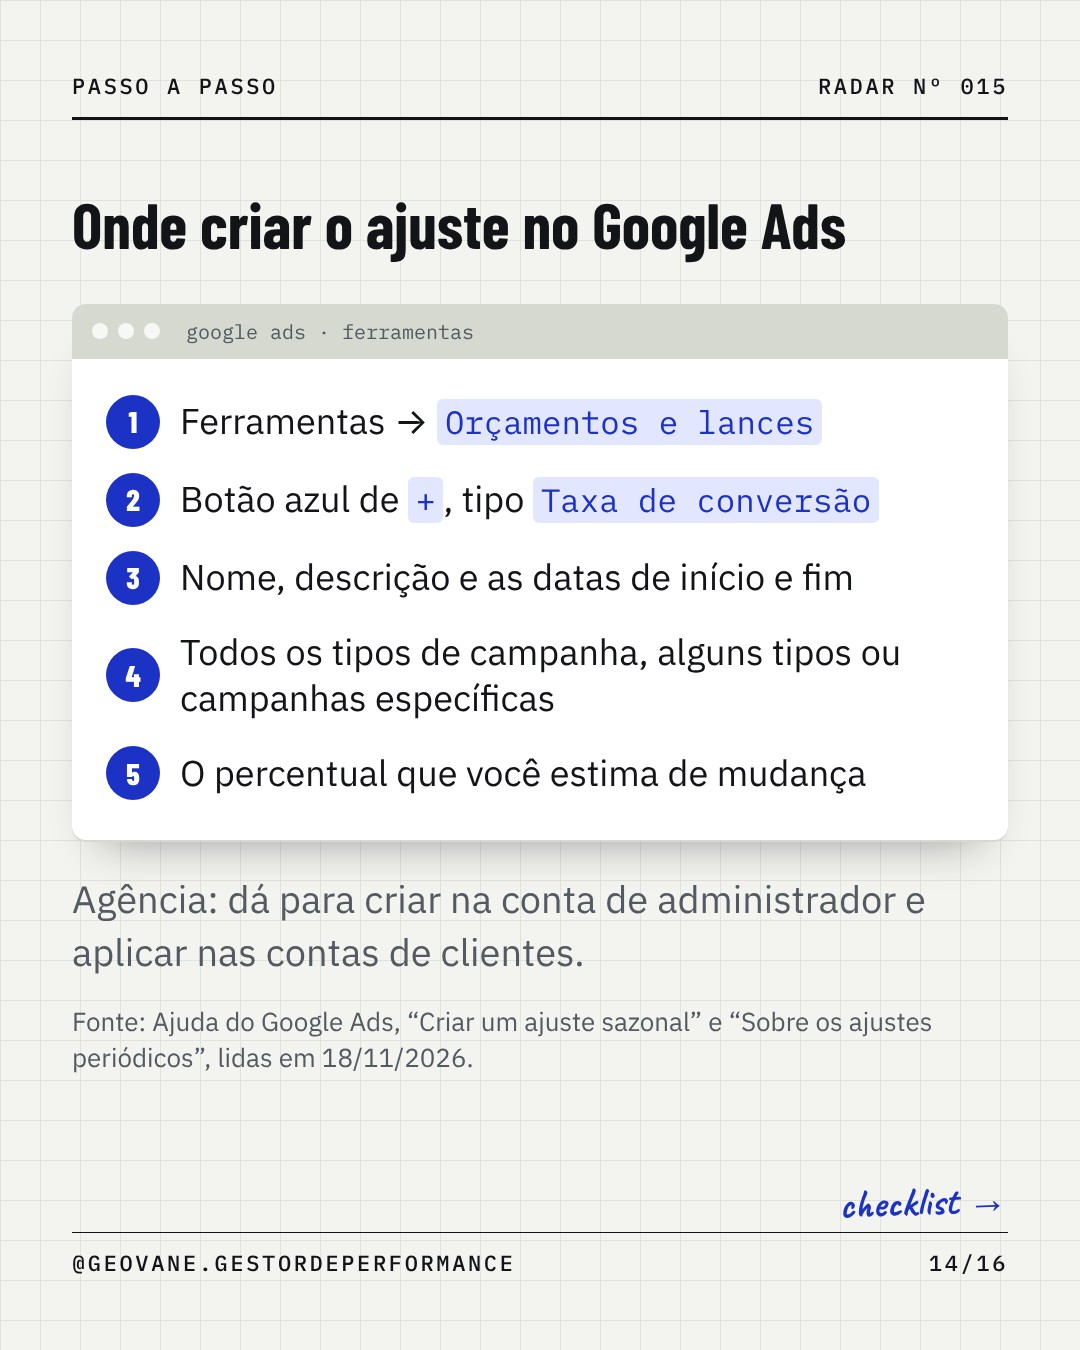 PASSO A PASSO
RADAR Nº 015
Onde criar o ajuste no Google Ads
google ads · ferramentas
1 Ferramentas → Orçamentos e lances
2 Botão azul de +, tipo Taxa de conversão
3 Nome, descrição e as datas de início e fim
4 Todos os tipos de campanha, alguns tipos ou
campanhas específicas
5 O percentual que você estima de mudança
Agência: dá para criar na conta de administrador e
aplicar nas contas de clientes.
Fonte: Ajuda do Google Ads, “Criar um ajuste sazonal” e “Sobre os ajustes
periódicos”, lidas em 18/11/2026.
checklist →
@GEOVANE.GESTORDEPERFORMANCE
14/16